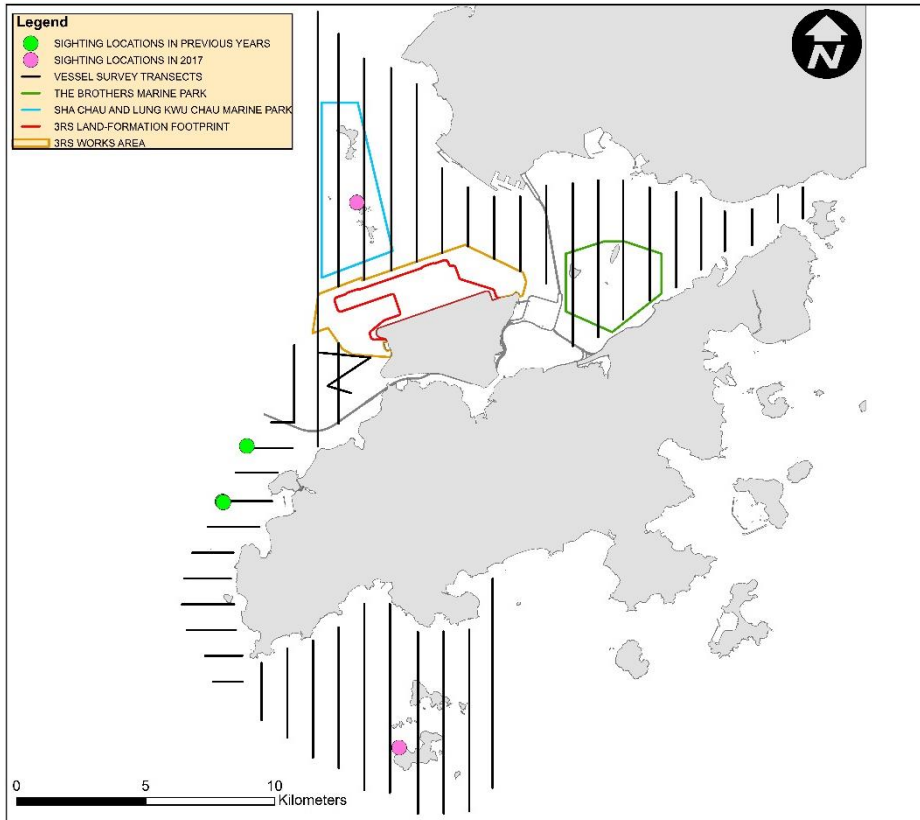 Legend
SIGHTING LOCATIONS IN PREVIOUS YEARS
SIGHTING LOCATIONS IN 2017
VESSEL SURVEY TRANSECTS
THE BROTHERS MARINE PARK
SHA CHAU AND LUNG KWU CHAU MARINE PARK
3RS LAND-FORMATION FOOTPRINT
3RS WORKS AREA
N
0 5 10
Kilometers